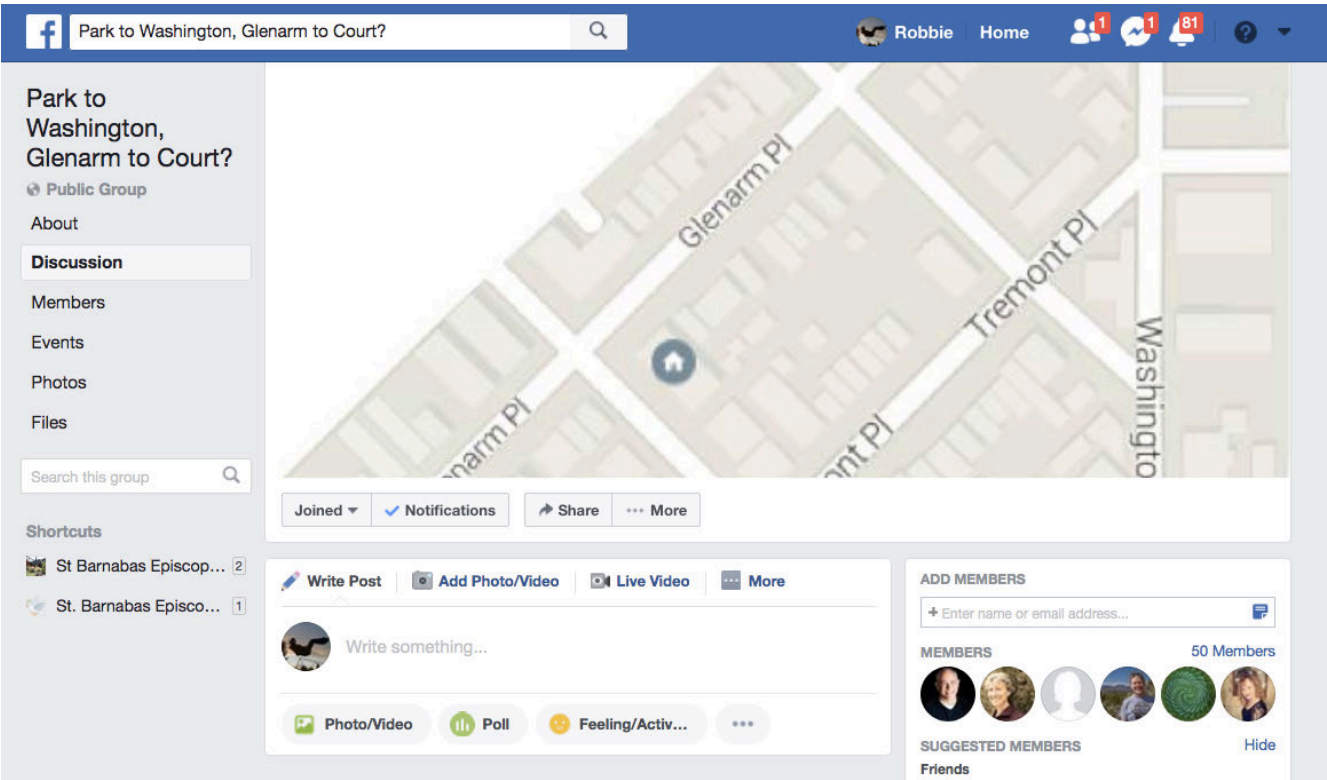 f
Park to Washington, Glenarm to Court?
Robbie
Home
1
1
81
?
Park to
Washington,
Glenarm to Court?
Public Group
About
Discussion
Members
Events
Photos
Files
Search this group
Shortcuts
St Barnabas Episcop... 2
St. Barnabas Episco... 1
Glenarm Pl
Tremont Pl
Washingto
narm Pl
ont Pl
Joined
Notifications
Share
More
Write Post
Add Photo/Video
Live Video
More
Write something...
Photo/Video
Poll
Feeling/Activ...
ADD MEMBERS
+ Enter name or email address...
MEMBERS
50 Members
SUGGESTED MEMBERS
Hide
Friends